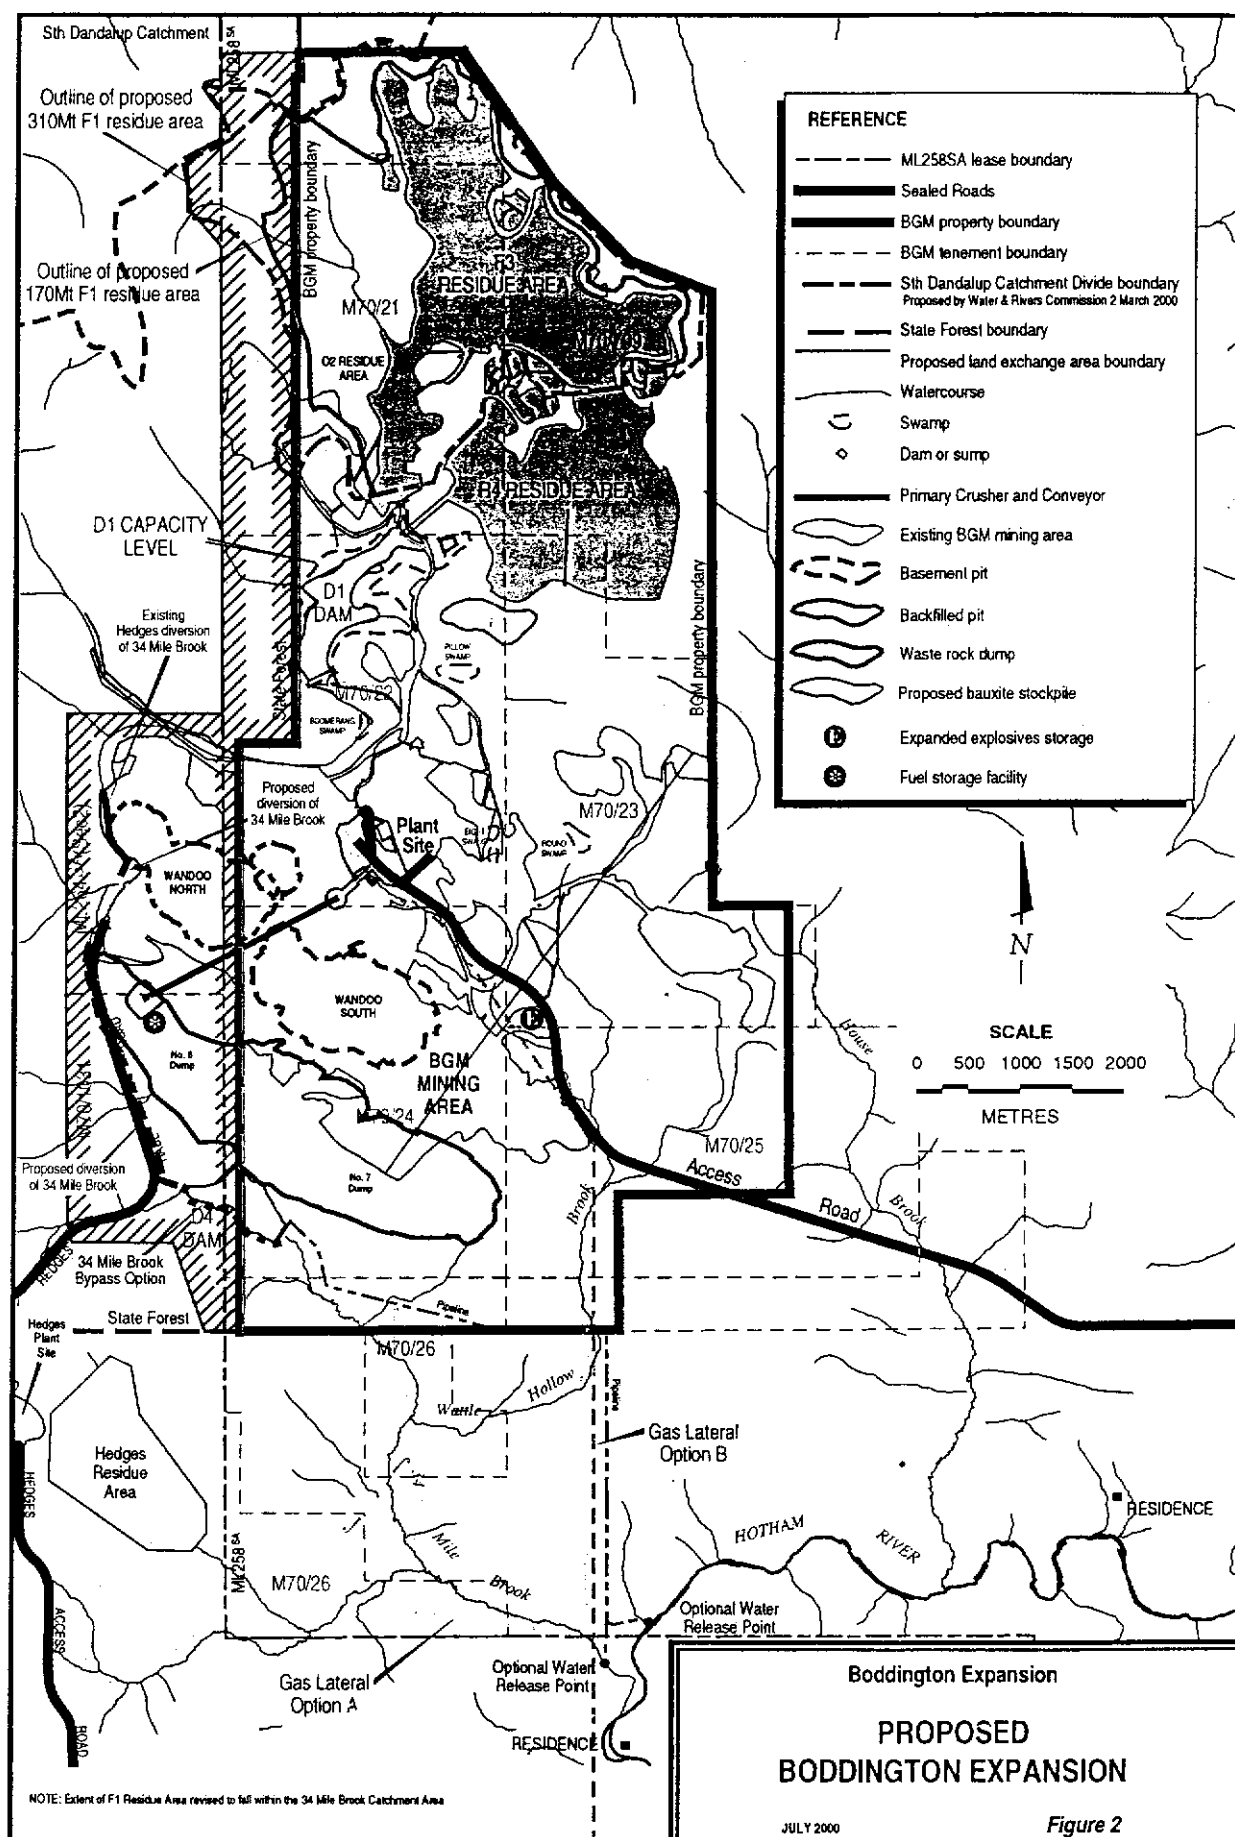 Sth Dandalup Catchment
ML258 SA
Outline of proposed
310Mt F1 residue area
BGM property boundary
Outline of proposed
170Mt F1 residue area
M70/21
F3
RESIDUE AREA
O2 RESIDUE
AREA
R4 RESIDUE AREA
D1 CAPACITY
LEVEL
D1
DAM
BGM property boundary
Existing
Hedges diversion
of 34 Mile Brook
State Forest
PILLOW
SWAMP
M70/22
BOOMERANG
SWAMP
Proposed
diversion of
34 Mile Brook
Plant
Site
M70/23
ROUND
SWAMP
WANDOO
NORTH
WANDOO
SOUTH
No. 8
Dump
BGM
MINING
AREA
M70/24
No. 7
Dump
M70/25
Access
Road
House
Brook
Brook
Proposed diversion
of 34 Mile Brook
D4
DAM
HEDGES
34 Mile Brook
Bypass Option
Pipeline
State Forest
Hedges
Plant
Site
M70/26
Wattle
Hollow
Pipeline
Gas Lateral
Option B
Hedges
Residue
Area
HEDGES
ACCESS
ROAD
34
Mile
Brook
ML258 SA
M70/26
HOTHAM
RIVER
RESIDENCE
Optional Water
Release Point
Gas Lateral
Option A
Optional Water
Release Point
RESIDENCE
REFERENCE
ML258SA lease boundary
Sealed Roads
BGM property boundary
BGM tenement boundary
Sth Dandalup Catchment Divide boundary
Proposed by Water & Rivers Commission 2 March 2000
State Forest boundary
Proposed land exchange area boundary
Watercourse
Swamp
Dam or sump
Primary Crusher and Conveyor
Existing BGM mining area
Basement pit
Backfilled pit
Waste rock dump
Proposed bauxite stockpile
Expanded explosives storage
Fuel storage facility
N
SCALE
0 500 1000 1500 2000
METRES
NOTE: Extent of F1 Residue Area revised to fall within the 34 Mile Brook Catchment Area
Boddington Expansion
PROPOSED
BODDINGTON EXPANSION
JULY 2000
Figure 2